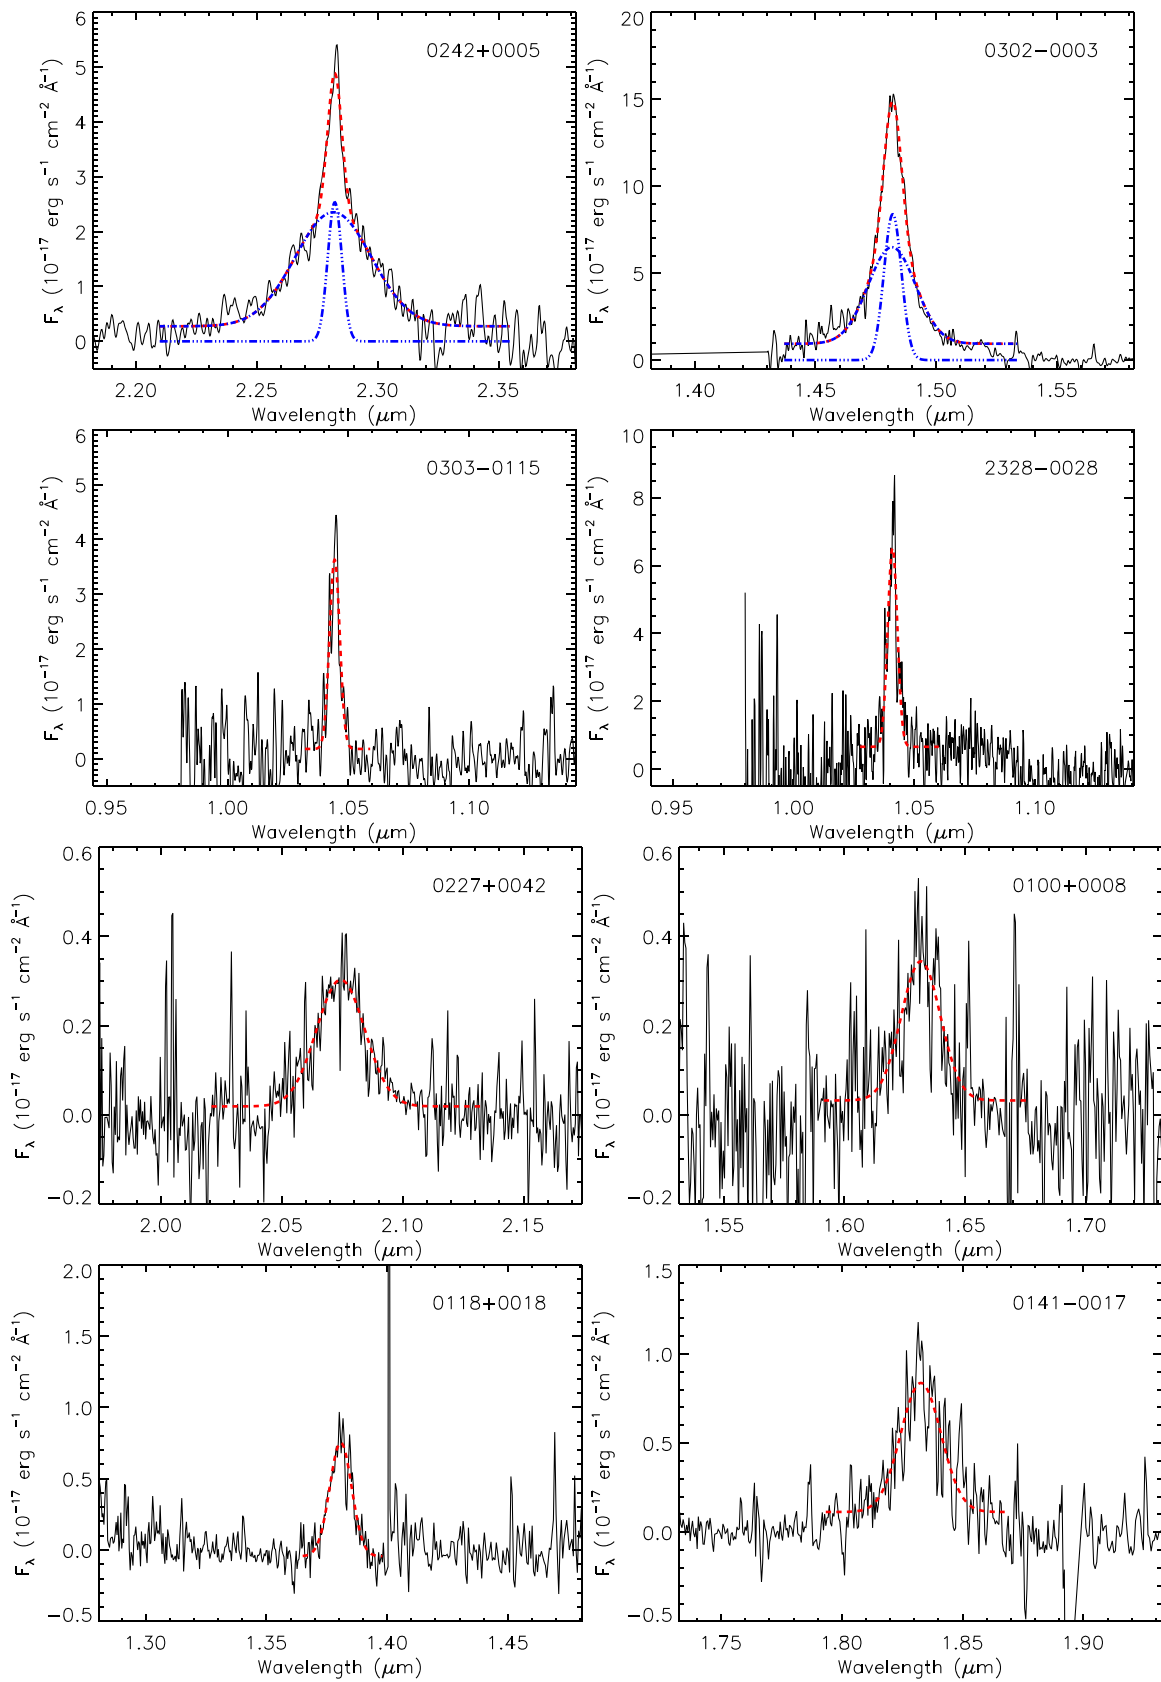 0242+0005
6
5
4
3
2
1
0
F_λ (10⁻¹⁷ erg s⁻¹ cm⁻² Å⁻¹)
2.20 2.25 2.30 2.35
Wavelength (μm)
0302−0003
20
15
10
5
0
F_λ (10⁻¹⁷ erg s⁻¹ cm⁻² Å⁻¹)
1.40 1.45 1.50 1.55
Wavelength (μm)
0303−0115
6
5
4
3
2
1
0
F_λ (10⁻¹⁷ erg s⁻¹ cm⁻² Å⁻¹)
0.95 1.00 1.05 1.10
Wavelength (μm)
2328−0028
10
8
6
4
2
0
F_λ (10⁻¹⁷ erg s⁻¹ cm⁻² Å⁻¹)
0.95 1.00 1.05 1.10
Wavelength (μm)
0227+0042
0.6
0.4
0.2
0.0
−0.2
F_λ (10⁻¹⁷ erg s⁻¹ cm⁻² Å⁻¹)
2.00 2.05 2.10 2.15
Wavelength (μm)
0100+0008
0.6
0.4
0.2
0.0
−0.2
F_λ (10⁻¹⁷ erg s⁻¹ cm⁻² Å⁻¹)
1.55 1.60 1.65 1.70
Wavelength (μm)
0118+0018
2.0
1.5
1.0
0.5
0.0
−0.5
F_λ (10⁻¹⁷ erg s⁻¹ cm⁻² Å⁻¹)
1.30 1.35 1.40 1.45
Wavelength (μm)
0141−0017
1.5
1.0
0.5
0.0
−0.5
F_λ (10⁻¹⁷ erg s⁻¹ cm⁻² Å⁻¹)
1.75 1.80 1.85 1.90
Wavelength (μm)